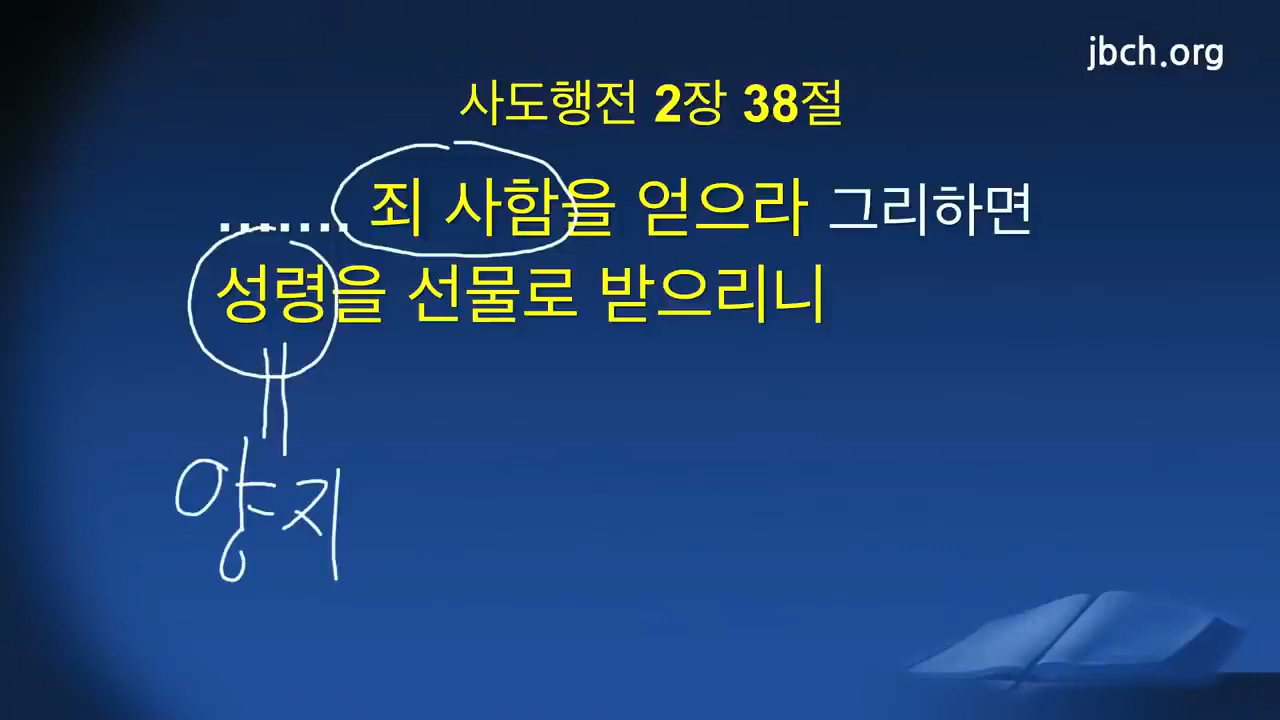 jbch.org
사도행전 2장 38절
....... 죄 사함을 얻으라 그리하면
성령을 선물로 받으리니
양지